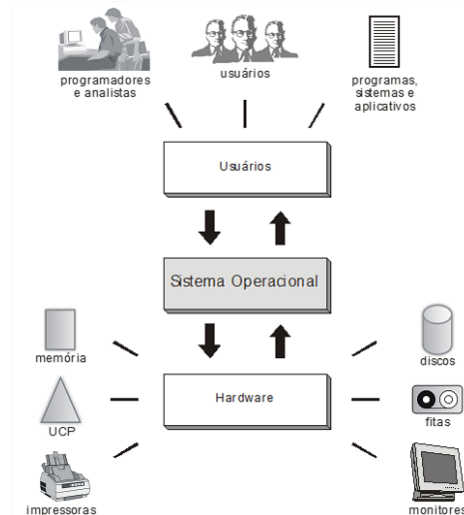 programadores
e analistas
usuários
programas,
sistemas e
aplicativos
Usuários
Sistema Operacional
memória
discos
Hardware
UCP
fitas
impressoras
monitores